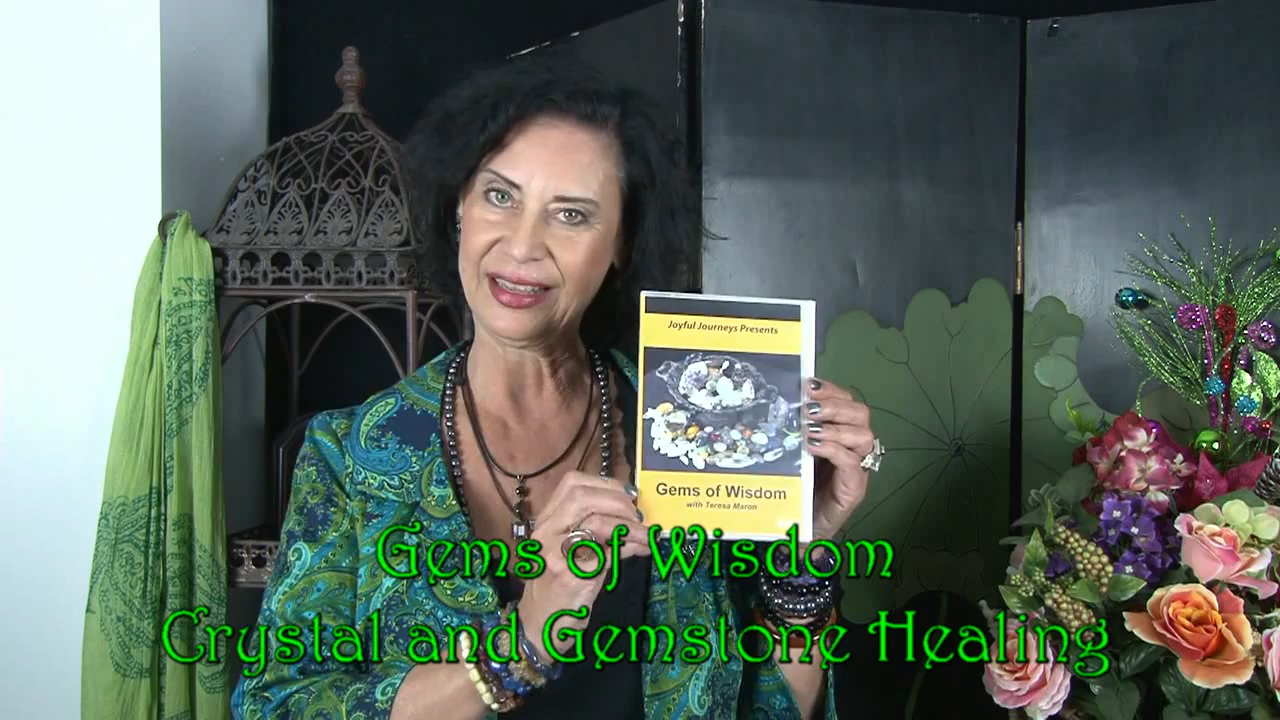 Joyful Journeys Presents
Gems of Wisdom
with Teresa Maron
Gems of Wisdom
Crystal and Gemstone Healing